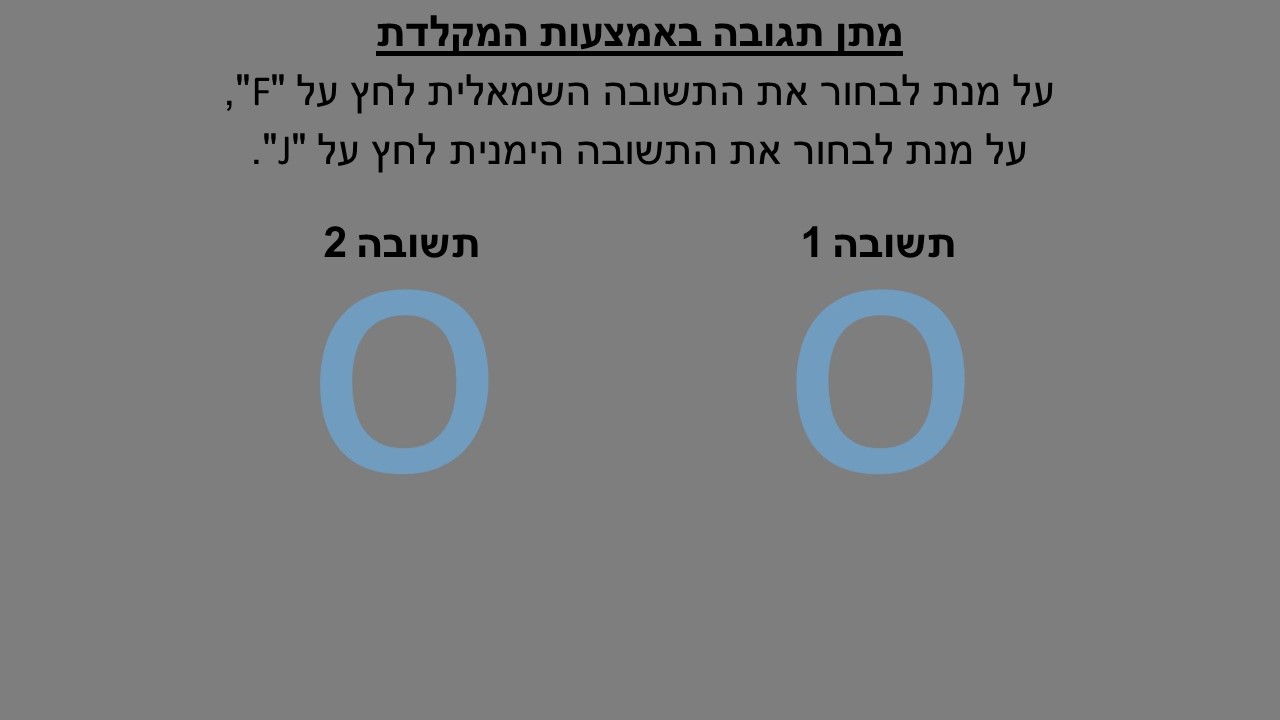 מתן תגובה באמצעות המקלדת
על מנת לבחור את התשובה השמאלית לחץ על "F",
על מנת לבחור את התשובה הימנית לחץ על "J".
תשובה 1 תשובה 2
O O